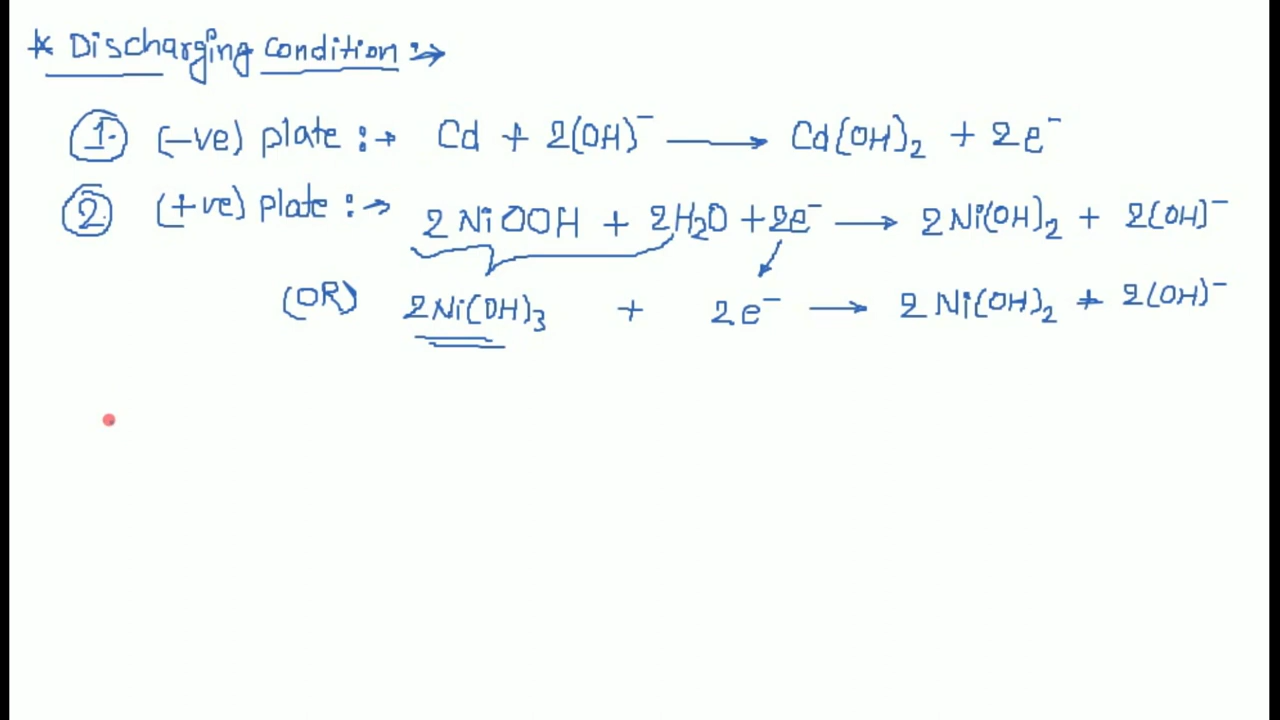 * Discharging condition :→
1. (-ve) plate :→ Cd + 2(OH)⁻ ⟶ Cd(OH)₂ + 2e⁻
2. (+ve) plate :→ 2NiOOH + 2H₂O + 2e⁻ ⟶ 2Ni(OH)₂ + 2(OH)⁻
(OR) 2Ni(OH)₃ + 2e⁻ ⟶ 2Ni(OH)₂ + 2(OH)⁻